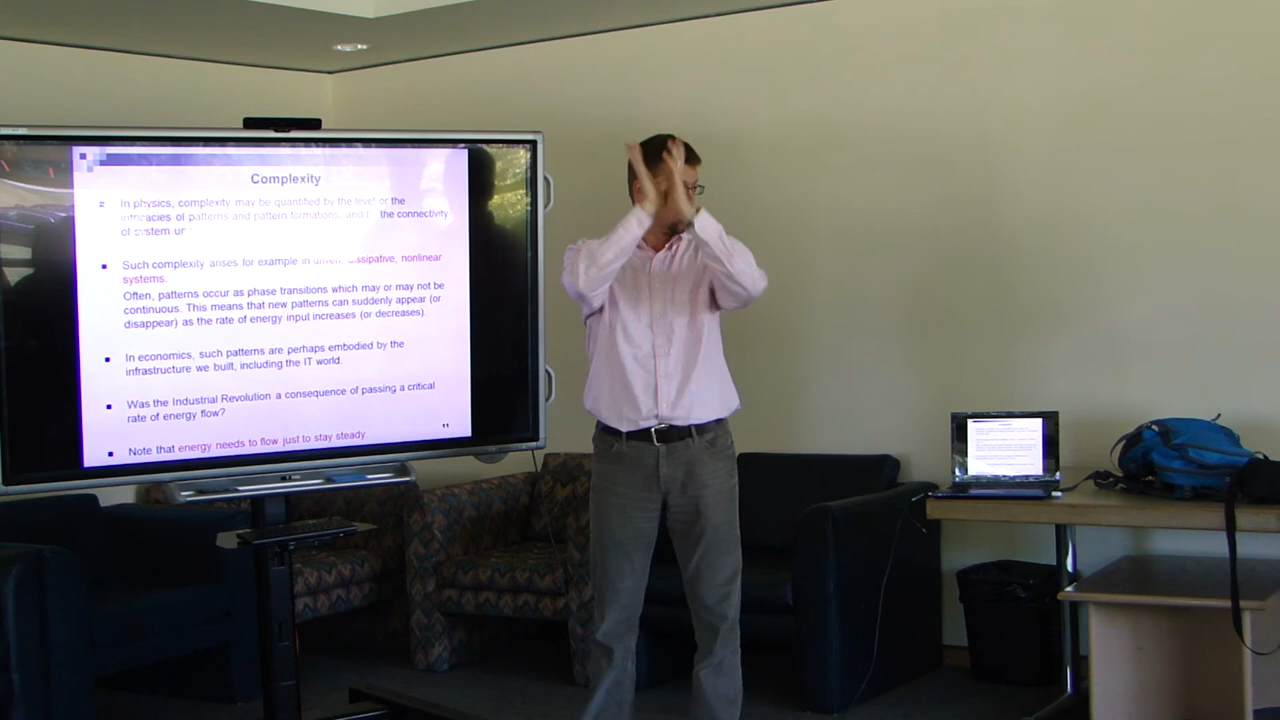 Complexity
In physics, complexity may be quantified by the level or the
intricacies of patterns and pattern formations, and the connectivity
of system
Such complexity arises for example in driven, dissipative, nonlinear
systems.
Often, patterns occur as phase transitions which may or may not be
continuous. This means that new patterns can suddenly appear (or
disappear) as the rate of energy input increases (or decreases).
In economics, such patterns are perhaps embodied by the
infrastructure we built, including the IT world.
Was the Industrial Revolution a consequence of passing a critical
rate of energy flow?
11
Note that energy needs to flow just to stay steady.